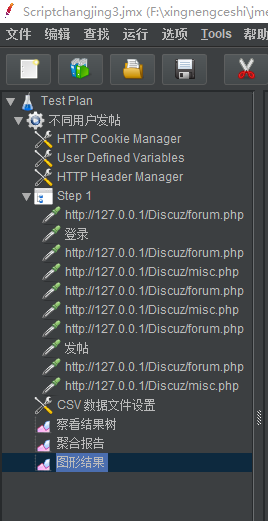 Scriptchangjing3.jmx (F:\xingnengceshi\jme
文件 编辑 查找 运行 选项 Tools 帮助
Test Plan
不同用户发帖
HTTP Cookie Manager
User Defined Variables
HTTP Header Manager
Step 1
http://127.0.0.1/Discuz/forum.php
登录
http://127.0.0.1/Discuz/forum.php
http://127.0.0.1/Discuz/misc.php
http://127.0.0.1/Discuz/forum.php
http://127.0.0.1/Discuz/misc.php
http://127.0.0.1/Discuz/forum.php
发帖
http://127.0.0.1/Discuz/forum.php
http://127.0.0.1/Discuz/misc.php
CSV 数据文件设置
察看结果树
聚合报告
图形结果